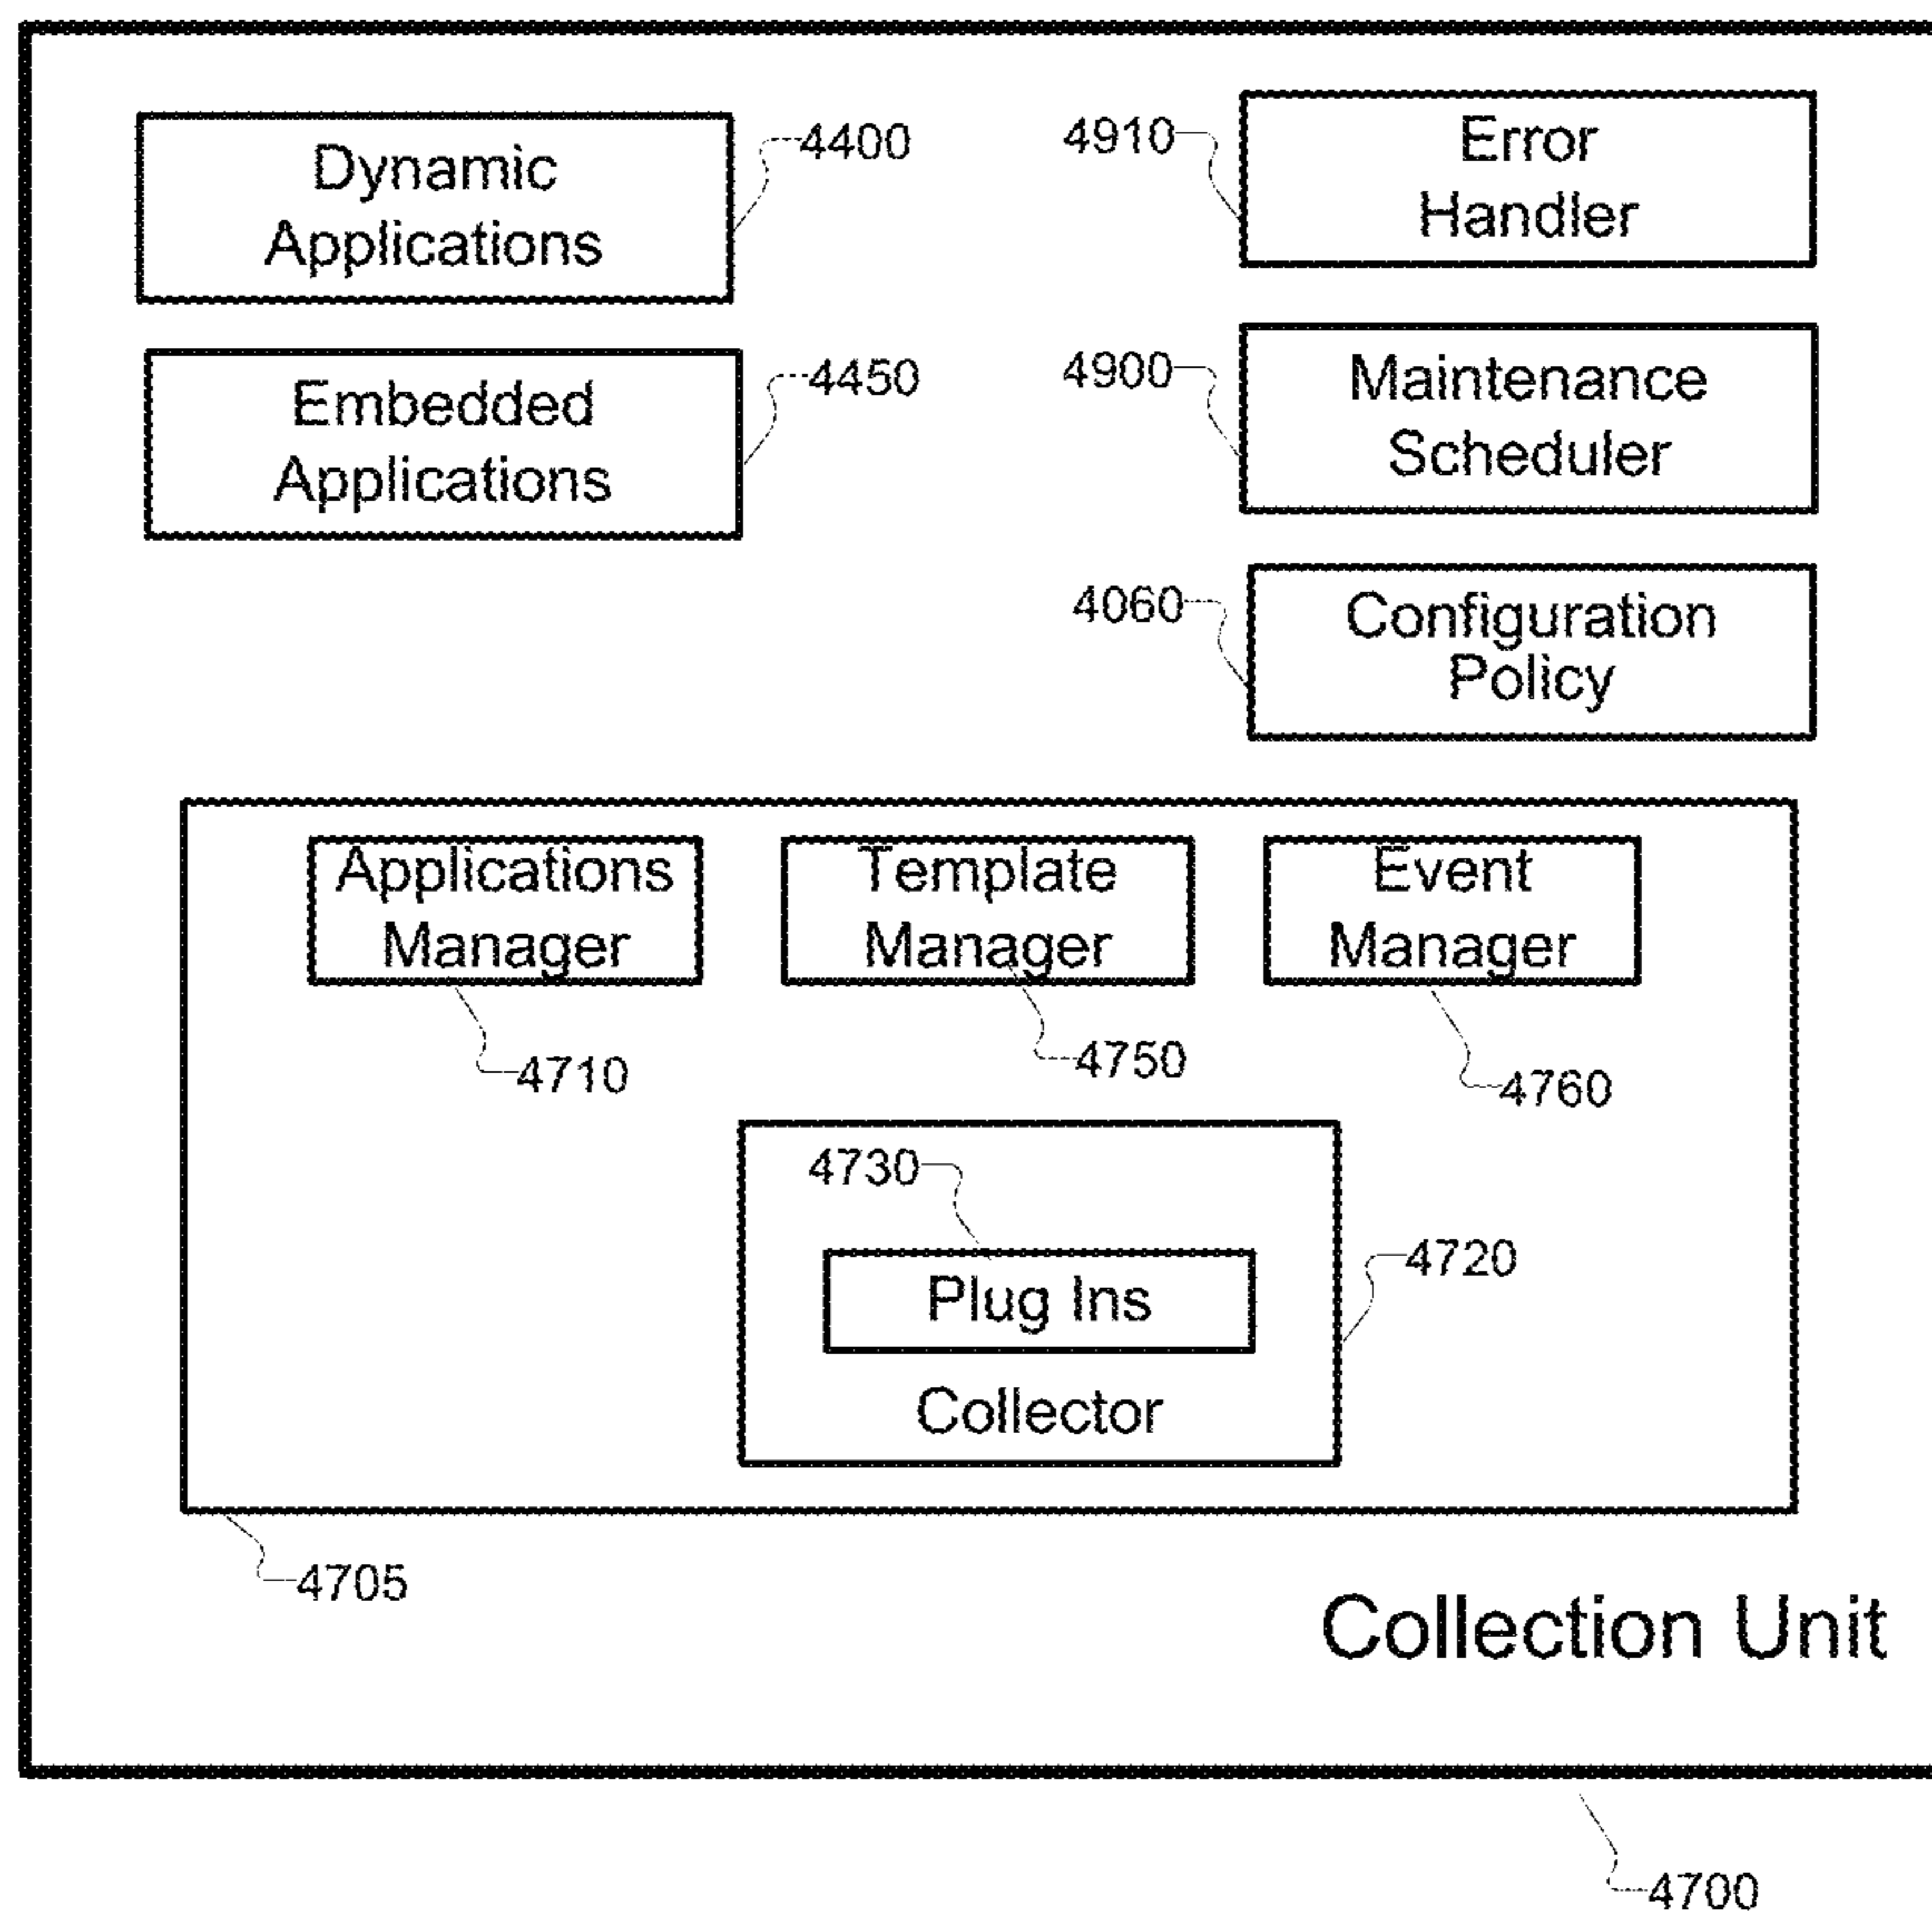 Dynamic
Applications
4400
4910
Error
Handler
Embedded
Applications
4450
4900
Maintenance
Scheduler
4060
Configuration
Policy
Applications
Manager
4710
Template
Manager
4750
Event
Manager
4760
4730
Plug Ins
Collector
4720
4705
Collection Unit
4700